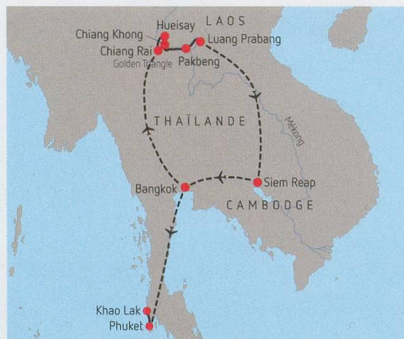 LAOS
Hueisay
Chiang Khong
Luang Prabang
Chiang Rai
Golden Triangle
Pakbeng
THAÏLANDE
Mékong
Bangkok
Siem Reap
CAMBODGE
Khao Lak
Phuket